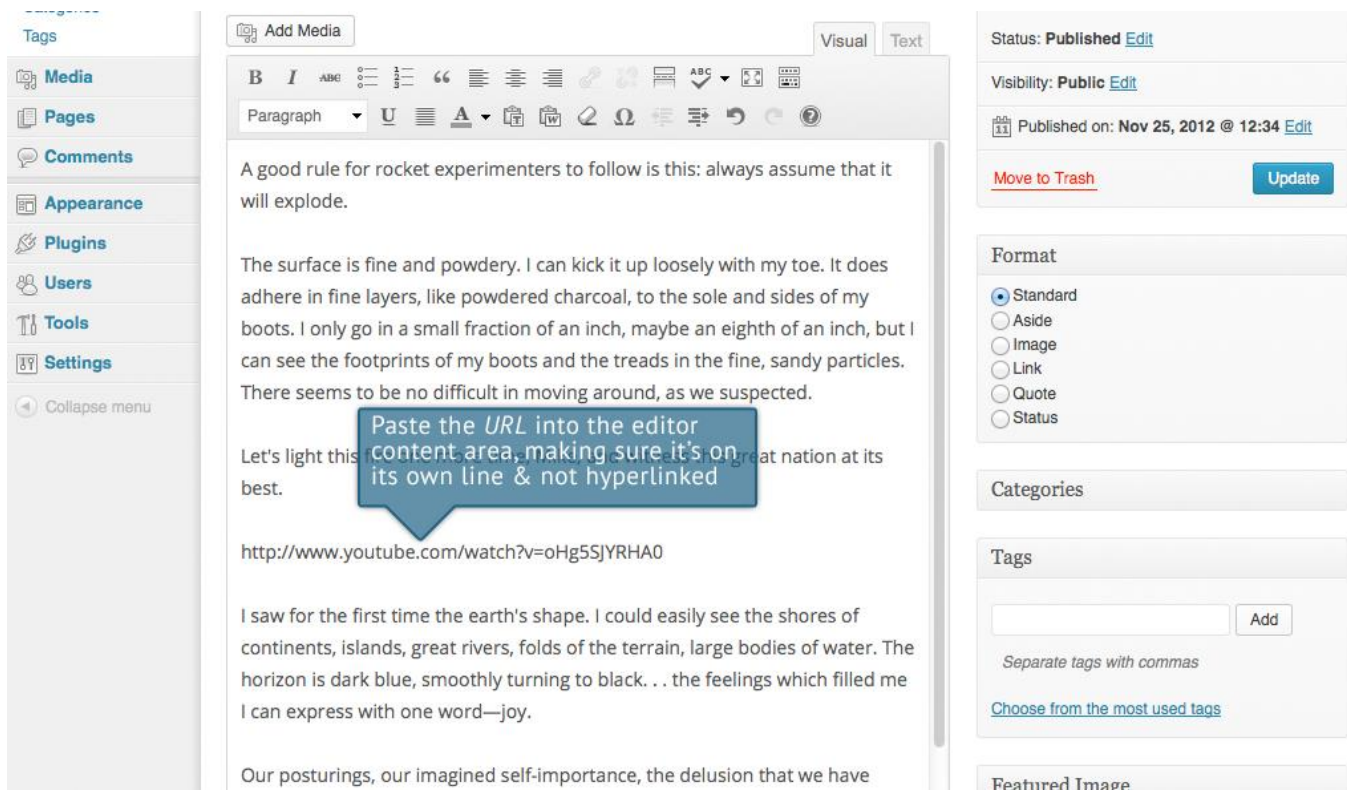 Tags
Media
Pages
Comments
Appearance
Plugins
Users
Tools
Settings
Collapse menu
Add Media
Visual
Text
B I ABC ABC
Paragraph U A T W Ω
A good rule for rocket experimenters to follow is this: always assume that it
will explode.
The surface is fine and powdery. I can kick it up loosely with my toe. It does
adhere in fine layers, like powdered charcoal, to the sole and sides of my
boots. I only go in a small fraction of an inch, maybe an eighth of an inch, but I
can see the footprints of my boots and the treads in the fine, sandy particles.
There seems to be no difficult in moving around, as we suspected.
Paste the URL into the editor
content area, making sure it's on
its own line & not hyperlinked
Let's light this great nation at its
best.
http://www.youtube.com/watch?v=oHg5SJYRHA0
I saw for the first time the earth's shape. I could easily see the shores of
continents, islands, great rivers, folds of the terrain, large bodies of water. The
horizon is dark blue, smoothly turning to black. . . the feelings which filled me
I can express with one word—joy.
Our posturings, our imagined self-importance, the delusion that we have
Status: Published Edit
Visibility: Public Edit
11 Published on: Nov 25, 2012 @ 12:34 Edit
Move to Trash
Update
Format
Standard
Aside
Image
Link
Quote
Status
Categories
Tags
Add
Separate tags with commas
Choose from the most used tags
Featured Image